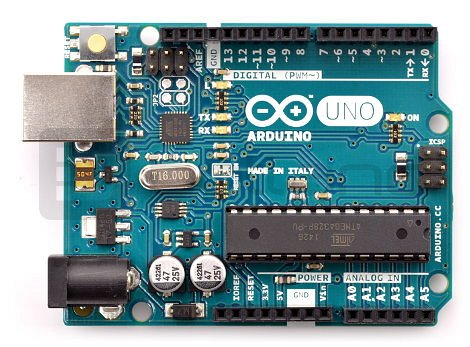 AREF
GND
13
12
~11
~10
~9
8
7
~6
~5
4
~3
2
TX→1
RX←0
DIGITAL (PWM~)
L
TX
RX
UNO
ARDUINO
ON
ICSP
T16.000
MADE IN ITALY
ARDUINO.CC
ATMEL 1426
ATMEGA328P-PU
47
25V
47
25V
POWER
ANALOG IN
IOREF
RESET
3.3V
5V
GND
Vin
A0
A1
A2
A3
A4
A5